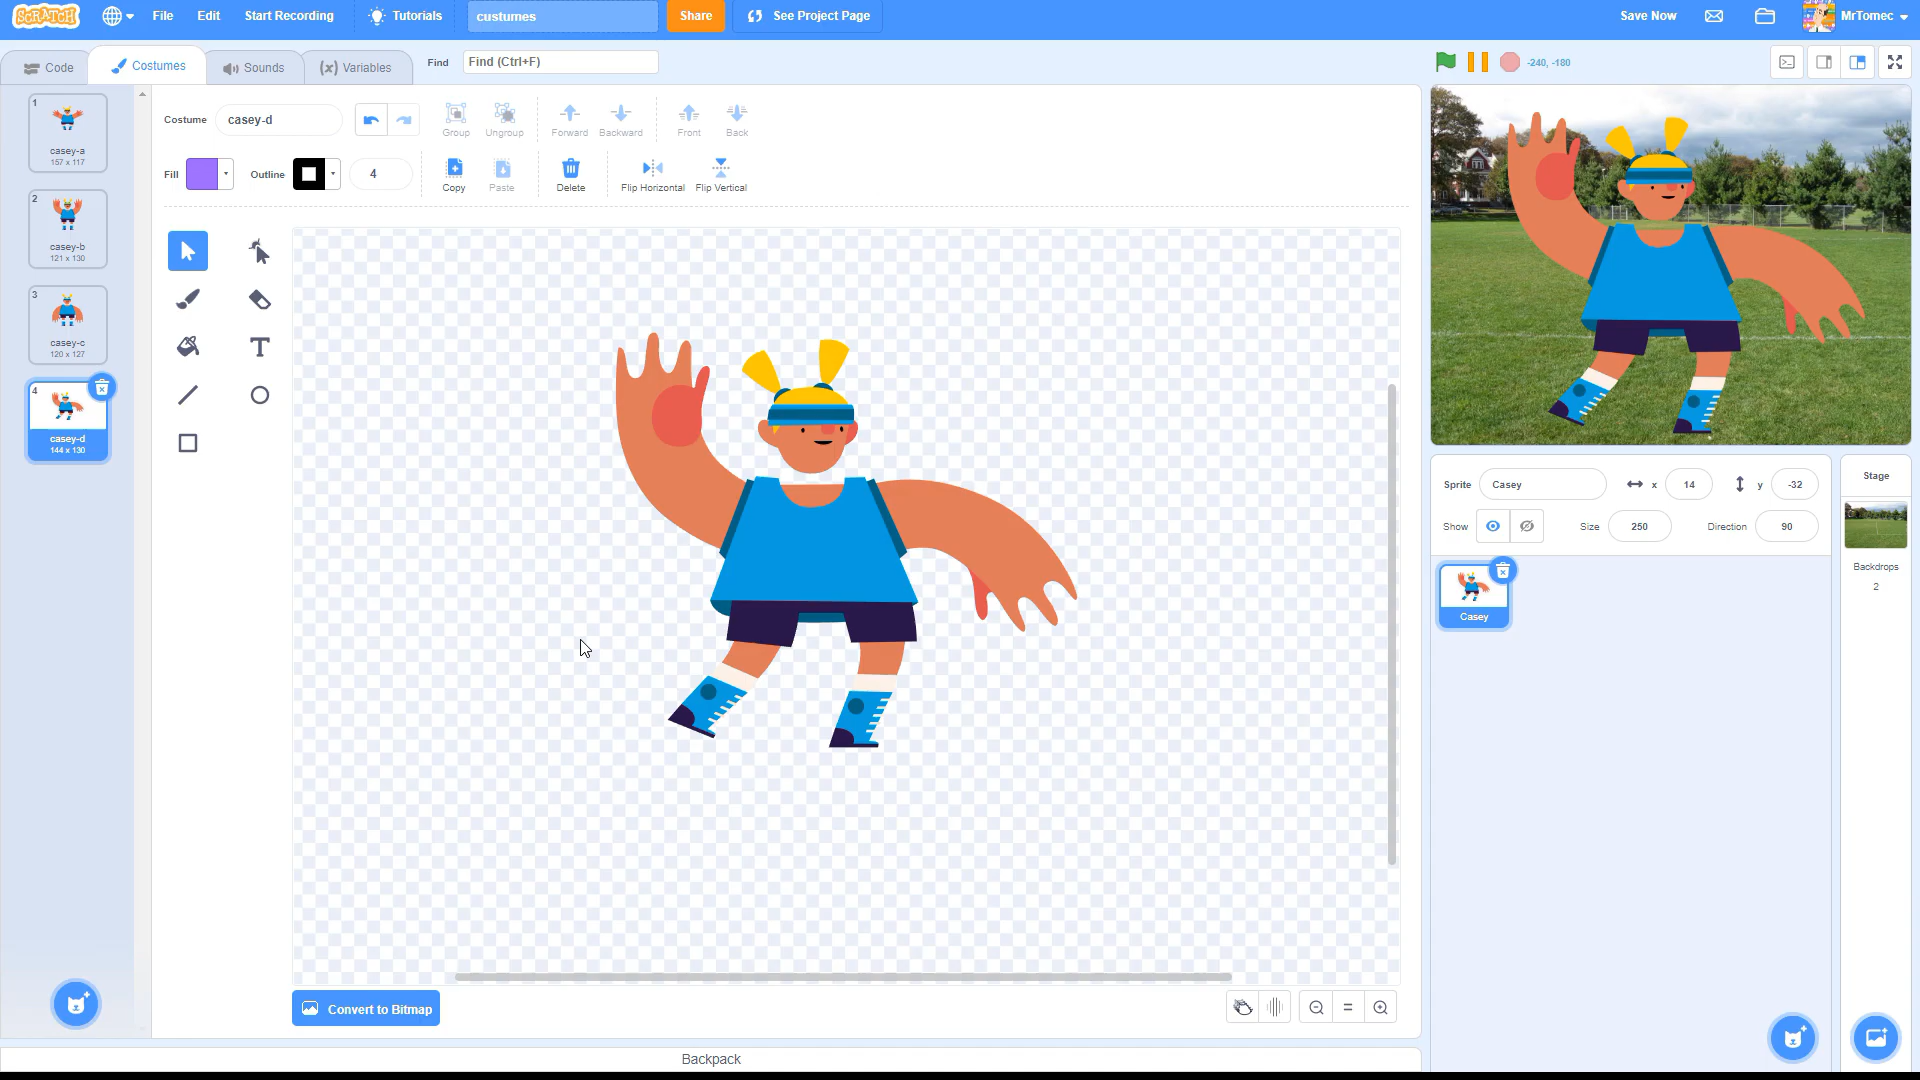 SCRATCH File Edit Start Recording Tutorials custumes Share See Project Page Save Now MrTomec
Code Costumes Sounds (x) Variables Find Find (Ctrl+F) -240, -180
1
casey-a
157 x 117
2
casey-b
121 x 130
3
casey-c
120 x 127
4
casey-d
144 x 130
Costume casey-d Group Ungroup Forward Backward Front Back
Fill Outline 4 Copy Paste Delete Flip Horizontal Flip Vertical
T
Convert to Bitmap
Backpack
Sprite Casey x 14 y -32
Show Size 250 Direction 90
Casey
Stage
Backdrops
2